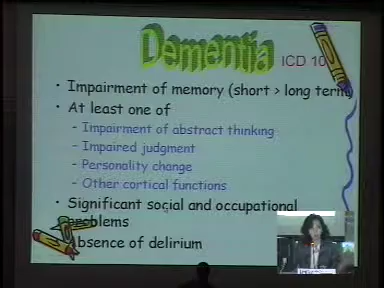 Dementia
ICD 10
• Impairment of memory (short > long term)
• At least one of
– Impairment of abstract thinking
– Impaired judgment
– Personality change
– Other cortical functions
• Significant social and occupational
problems
Absence of delirium